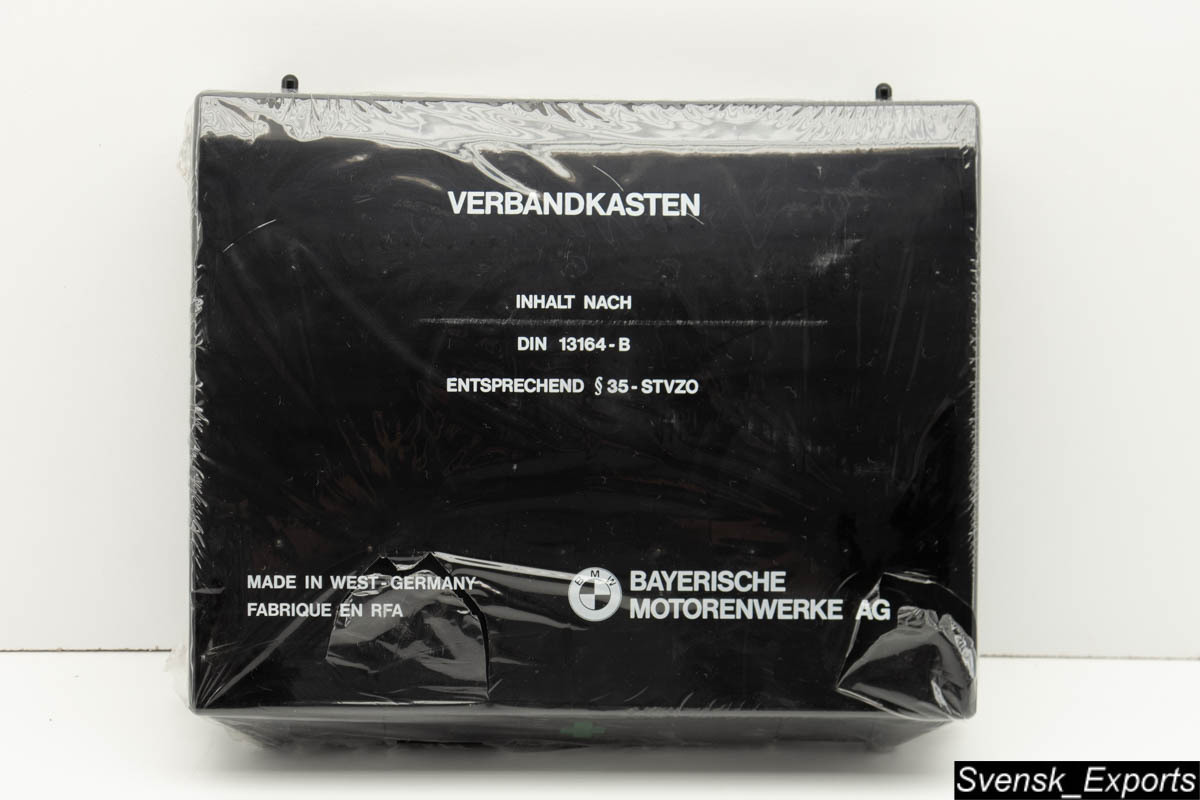 VERBANDKASTEN
INHALT NACH
DIN 13164-B
ENTSPRECHEND § 35-STVZO
MADE IN WEST-GERMANY
FABRIQUE EN RFA
BMW
BAYERISCHE
MOTORENWERKE AG
Svensk_Exports